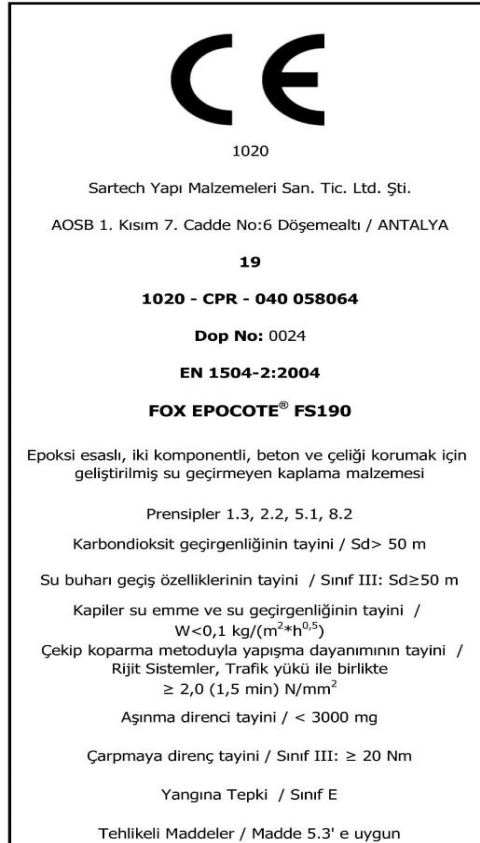 CE
1020
Sartech Yapı Malzemeleri San. Tic. Ltd. Şti.
AOSB 1. Kısım 7. Cadde No:6 Döşemealtı / ANTALYA
19
1020 - CPR - 040 058064
Dop No: 0024
EN 1504-2:2004
FOX EPOCOTE® FS190
Epoksi esaslı, iki komponentli, beton ve çeliği korumak için
geliştirilmiş su geçirmeyen kaplama malzemesi
Prensipler 1.3, 2.2, 5.1, 8.2
Karbondioksit geçirgenliğinin tayini / Sd> 50 m
Su buharı geçiş özelliklerinin tayini / Sınıf III: Sd≥50 m
Kapiler su emme ve su geçirgenliğinin tayini /
W<0,1 kg/(m²*h⁰,⁵)
Çekip koparma metoduyla yapışma dayanımının tayini /
Rijit Sistemler, Trafik yükü ile birlikte
≥ 2,0 (1,5 min) N/mm²
Aşınma direnci tayini / < 3000 mg
Çarpmaya direnç tayini / Sınıf III: ≥ 20 Nm
Yangına Tepki / Sınıf E
Tehlikeli Maddeler / Madde 5.3' e uygun